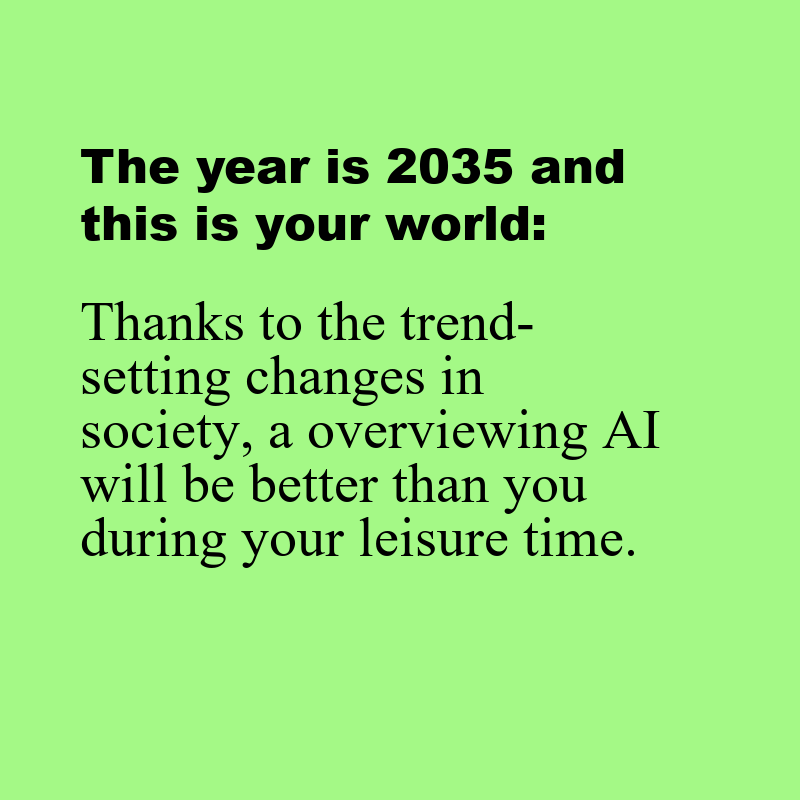 The year is 2035 and
this is your world:
Thanks to the trend-
setting changes in
society, a overviewing AI
will be better than you
during your leisure time.